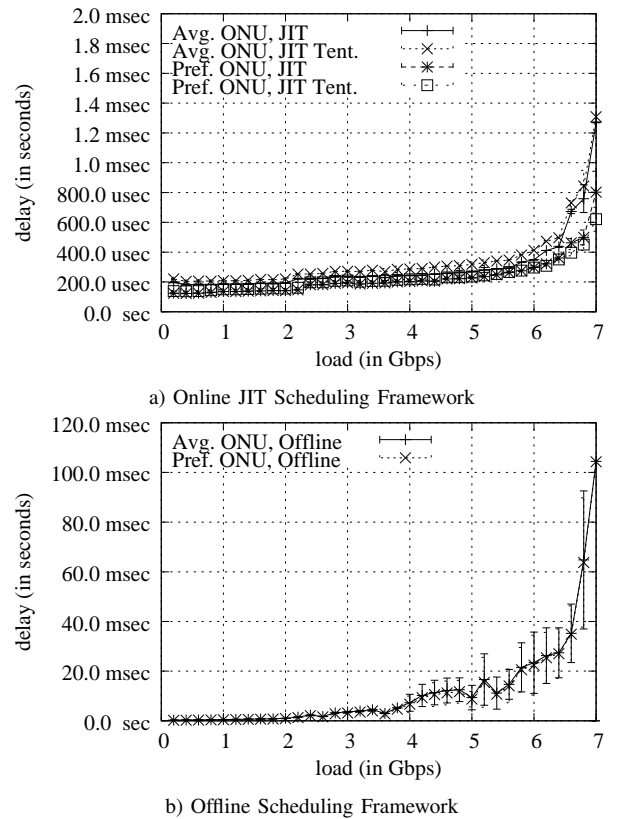 2.0 msec
1.8 msec
1.6 msec
1.4 msec
1.2 msec
1.0 msec
800.0 usec
600.0 usec
400.0 usec
200.0 usec
0.0 sec
delay (in seconds)
Avg. ONU, JIT
Avg. ONU, JIT Tent.
Pref. ONU, JIT
Pref. ONU, JIT Tent.
0 1 2 3 4 5 6 7
load (in Gbps)
a) Online JIT Scheduling Framework
120.0 msec
100.0 msec
80.0 msec
60.0 msec
40.0 msec
20.0 msec
0.0 sec
delay (in seconds)
Avg. ONU, Offline
Pref. ONU, Offline
0 1 2 3 4 5 6 7
load (in Gbps)
b) Offline Scheduling Framework